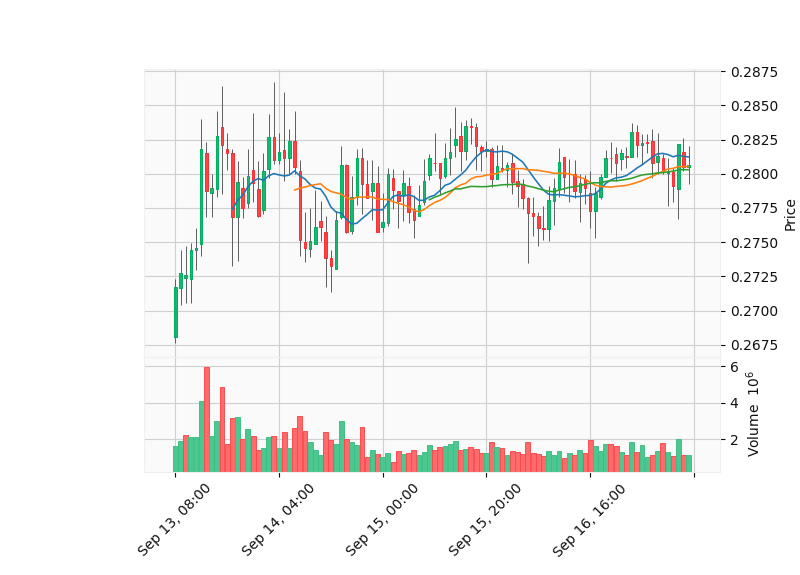 0.2875
0.2850
0.2825
0.2800
0.2775
0.2750
0.2725
0.2700
0.2675
Price
6
4
2
Volume 10^6
Sep 13, 08:00
Sep 14, 04:00
Sep 15, 00:00
Sep 15, 20:00
Sep 16, 16:00